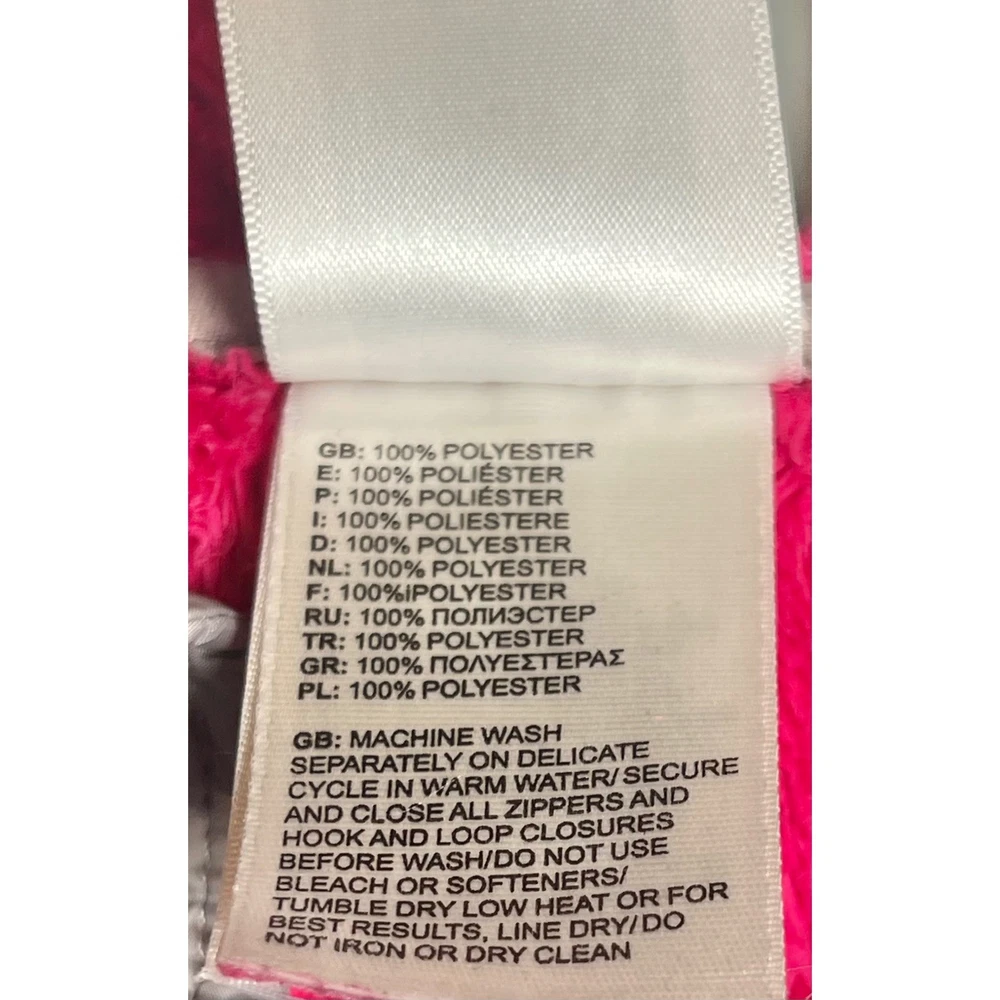 GB: 100% POLYESTER
E: 100% POLIÉSTER
P: 100% POLIÉSTER
I: 100% POLIESTERE
D: 100% POLYESTER
NL: 100% POLYESTER
F: 100%iPOLYESTER
RU: 100% ПОЛИЭСТЕР
TR: 100% POLYESTER
GR: 100% ΠΟΛΥΕΣΤΕΡΑΣ
PL: 100% POLYESTER
GB: MACHINE WASH
SEPARATELY ON DELICATE
CYCLE IN WARM WATER/SECURE
AND CLOSE ALL ZIPPERS AND
HOOK AND LOOP CLOSURES
BEFORE WASH/DO NOT USE
BLEACH OR SOFTENERS/
TUMBLE DRY LOW HEAT OR FOR
BEST RESULTS, LINE DRY/DO
NOT IRON OR DRY CLEAN